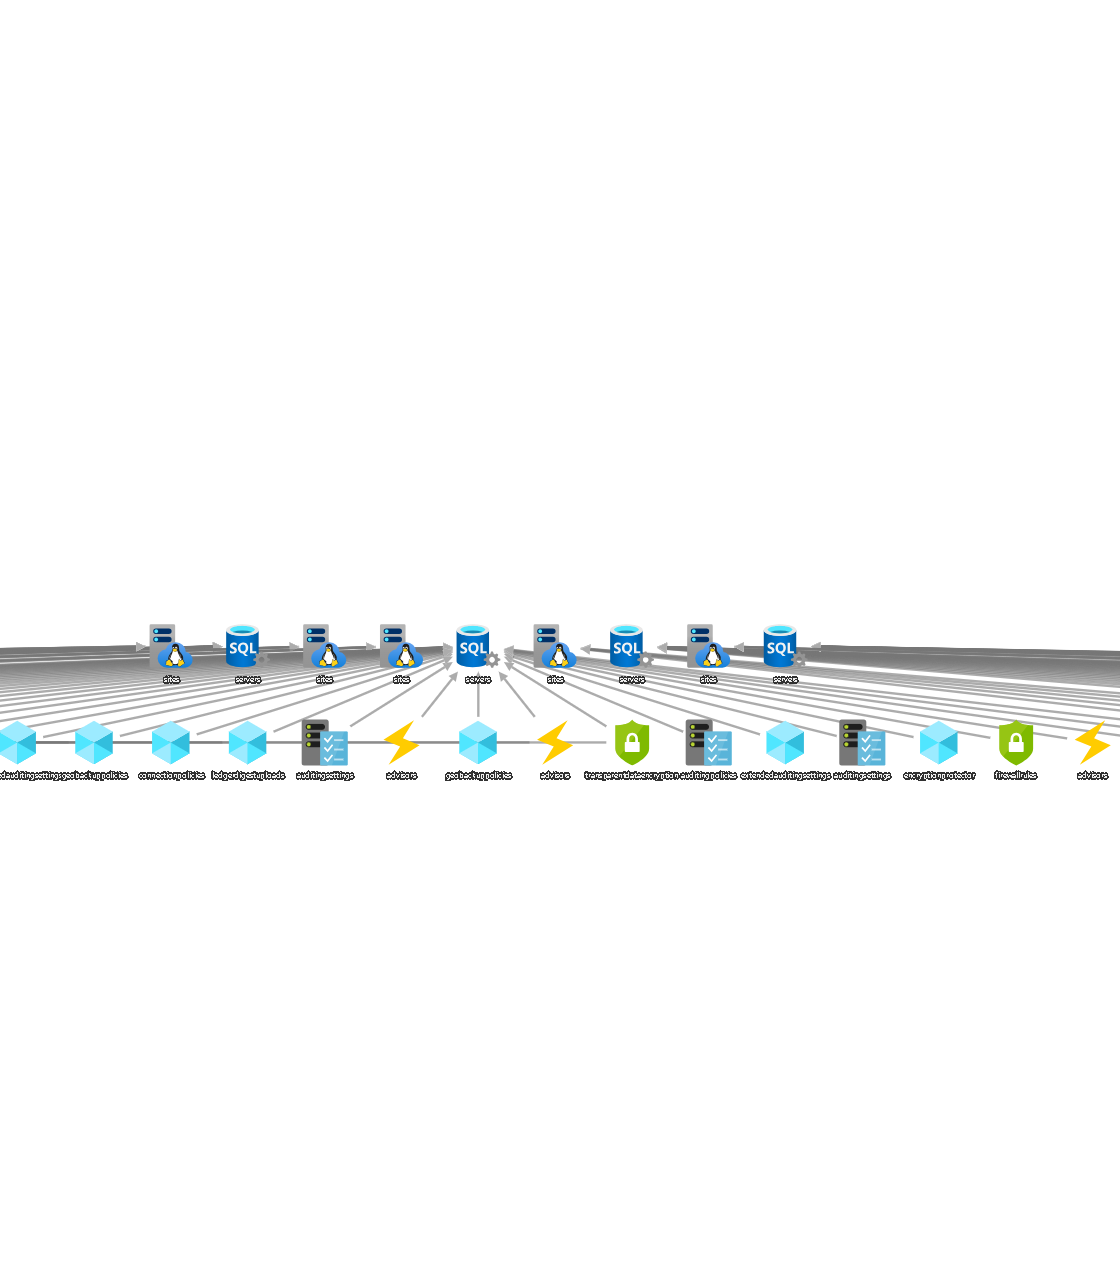 sites
SQL
servers
sites
sites
SQL
servers
sites
SQL
servers
sites
SQL
servers
dauditingsettings
geobackuppolicies
connectionpolicies
ledgerdigestuploads
auditingsettings
advisors
geobackuppolicies
advisors
transparentdataencryption
auditingpolicies
extendedauditingsettings
auditingsettings
encryptionprotector
firewallrules
advisors